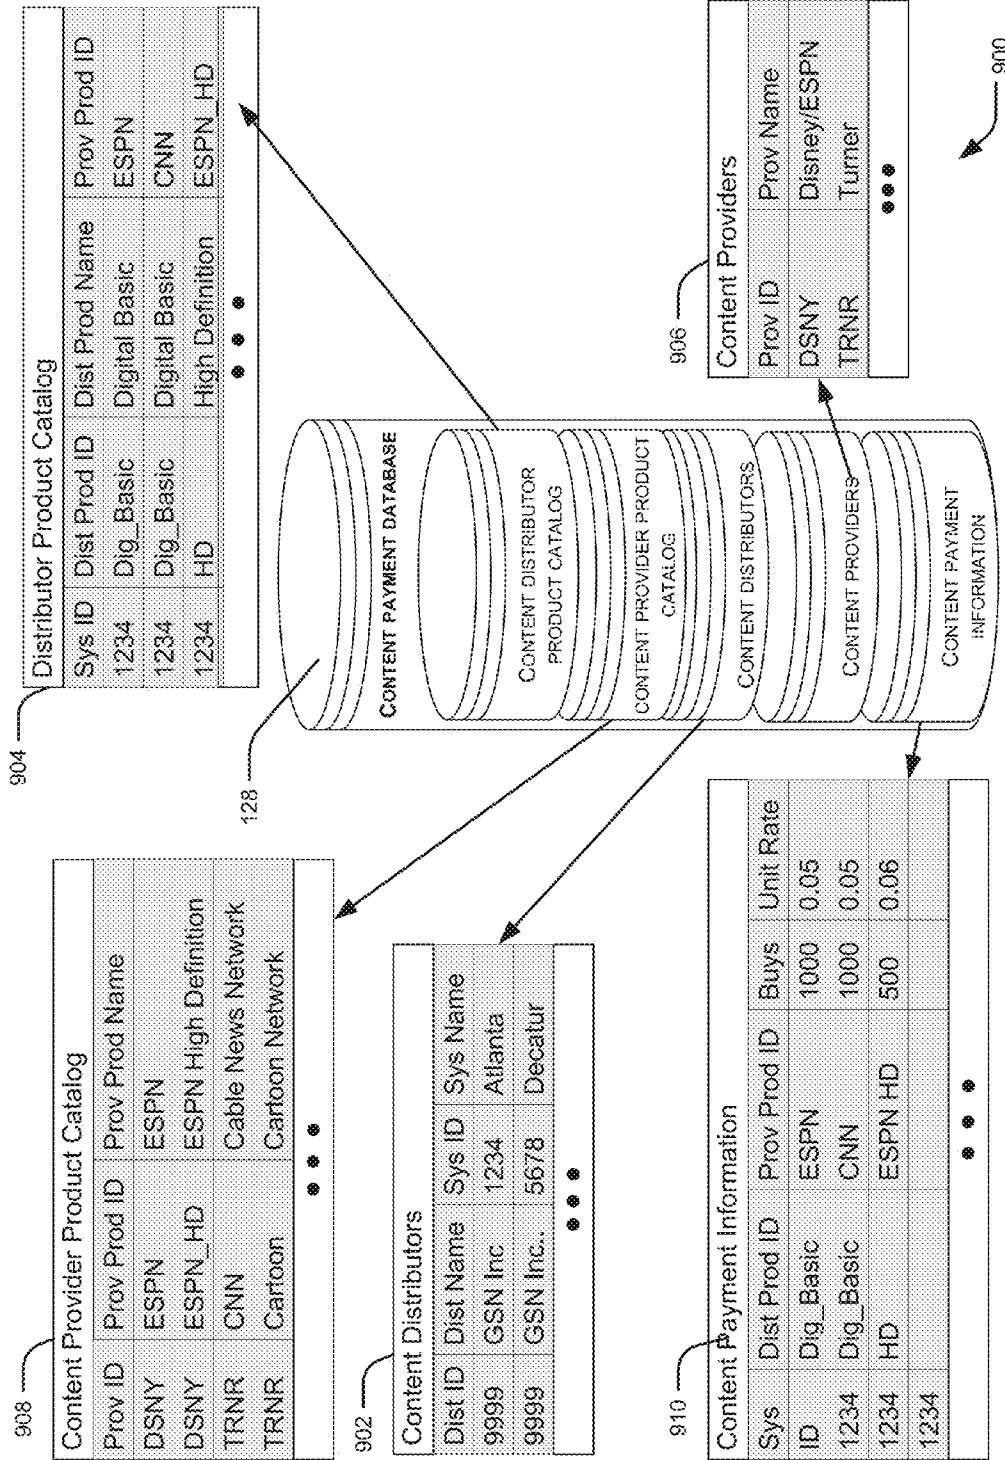 908
Content Provider Product Catalog
Prov ID Prov Prod ID Prov Prod Name
DSNY ESPN ESPN
DSNY ESPN_HD ESPN High Definition
TRNR CNN Cable News Network
TRNR Cartoon Cartoon Network
904
Distributor Product Catalog
Sys ID Dist Prod ID Dist Prod Name Prov Prod ID
1234 Dig_Basic Digital Basic ESPN
1234 Dig_Basic Digital Basic CNN
1234 HD High Definition ESPN_HD
128
CONTENT PAYMENT DATABASE
CONTENT DISTRIBUTOR
PRODUCT CATALOG
CONTENT PROVIDER PRODUCT
CATALOG
CONTENT DISTRIBUTORS
CONTENT PROVIDERS
CONTENT PAYMENT
INFORMATION
902
Content Distributors
Dist ID Dist Name Sys ID Sys Name
9999 GSN Inc 1234 Atlanta
9999 GSN Inc.. 5678 Decatur
906
Content Providers
Prov ID Prov Name
DSNY Disney/ESPN
TRNR Turner
910
Content Payment Information
Sys Dist Prod ID Prov Prod ID Buys Unit Rate
ID Dig_Basic ESPN 1000 0.05
1234 Dig_Basic CNN 1000 0.05
1234 HD ESPN HD 500 0.06
1234
900